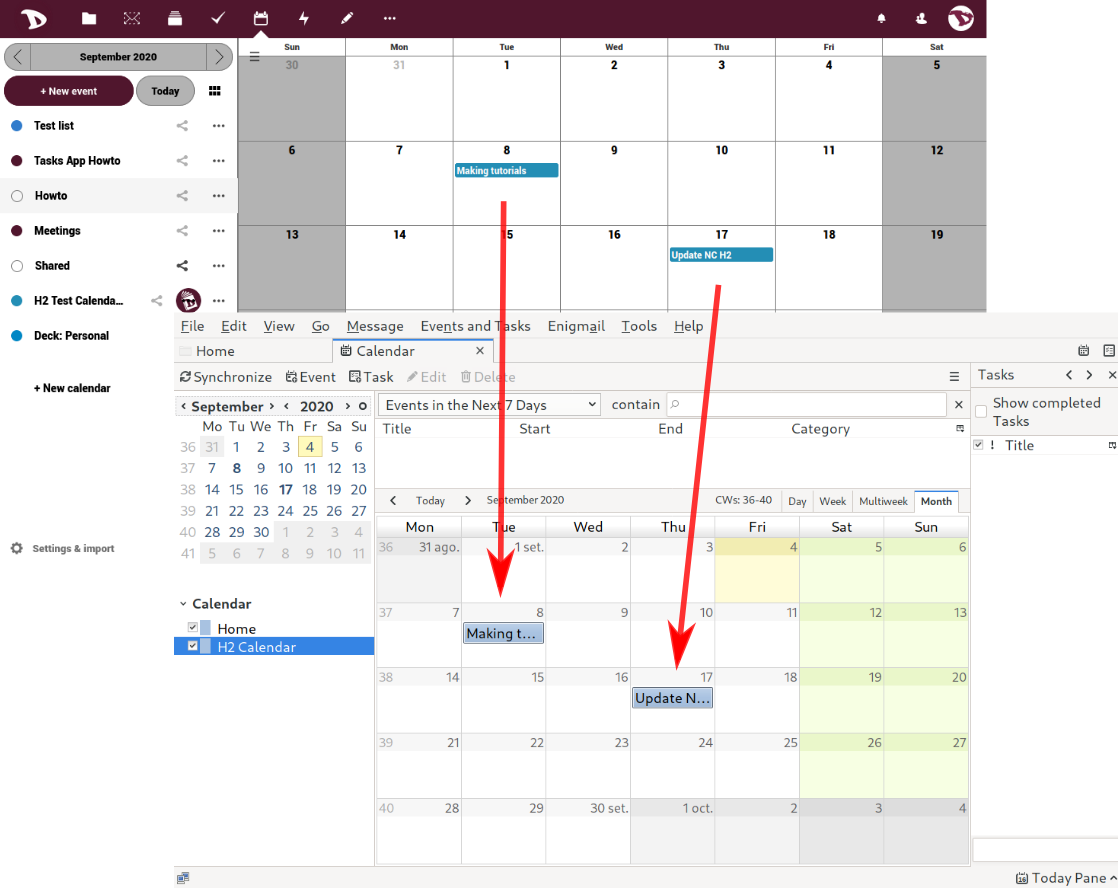 Sun Mon Tue Wed Thu Fri Sat
September 2020
30 31 1 2 3 4 5
+ New event Today
Test list
Tasks App Howto
6 7 8 9 10 11 12
Making tutorials
Howto
Meetings
13 14 15 16 17 18 19
Update NC H2
Shared
H2 Test Calenda...
Deck: Personal
+ New calendar
Settings & import
File Edit View Go Message Events and Tasks Enigmail Tools Help
Home Calendar
Synchronize Event Task Edit Delete
Tasks
Show completed
Tasks
! Title
September 2020
Mo Tu We Th Fr Sa Su
36 31 1 2 3 4 5 6
37 7 8 9 10 11 12 13
38 14 15 16 17 18 19 20
39 21 22 23 24 25 26 27
40 28 29 30 1 2 3 4
41 5 6 7 8 9 10 11
Calendar
Home
H2 Calendar
Events in the Next 7 Days contain
Title Start End Category
Today September 2020 CWs: 36-40 Day Week Multiweek Month
Mon Tue Wed Thu Fri Sat Sun
36 31 ago. 1 set. 2 3 4 5 6
37 7 8 9 10 11 12 13
Making t...
38 14 15 16 17 18 19 20
Update N...
39 21 22 23 24 25 26 27
40 28 29 30 set. 1 oct. 2 3 4
16 Today Pane